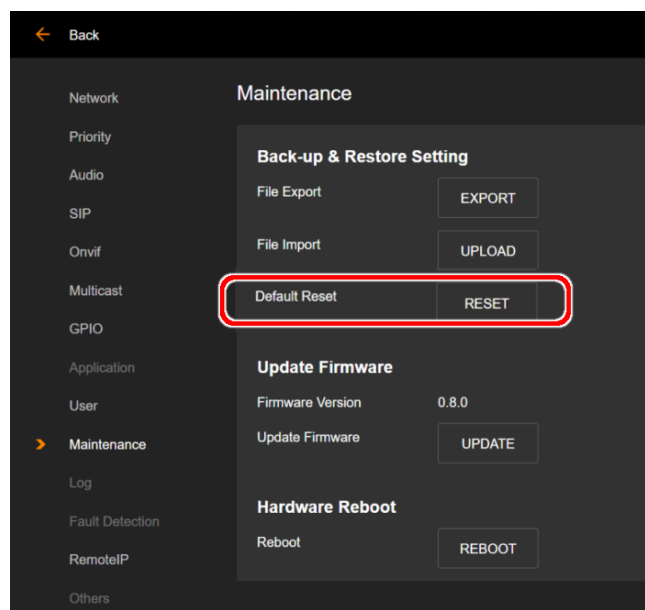 Back
Network
Priority
Audio
SIP
Onvif
Multicast
GPIO
Application
User
Maintenance
Log
Fault Detection
RemoteIP
Others
Maintenance
Back-up & Restore Setting
File Export EXPORT
File Import UPLOAD
Default Reset RESET
Update Firmware
Firmware Version 0.8.0
Update Firmware UPDATE
Hardware Reboot
Reboot REBOOT